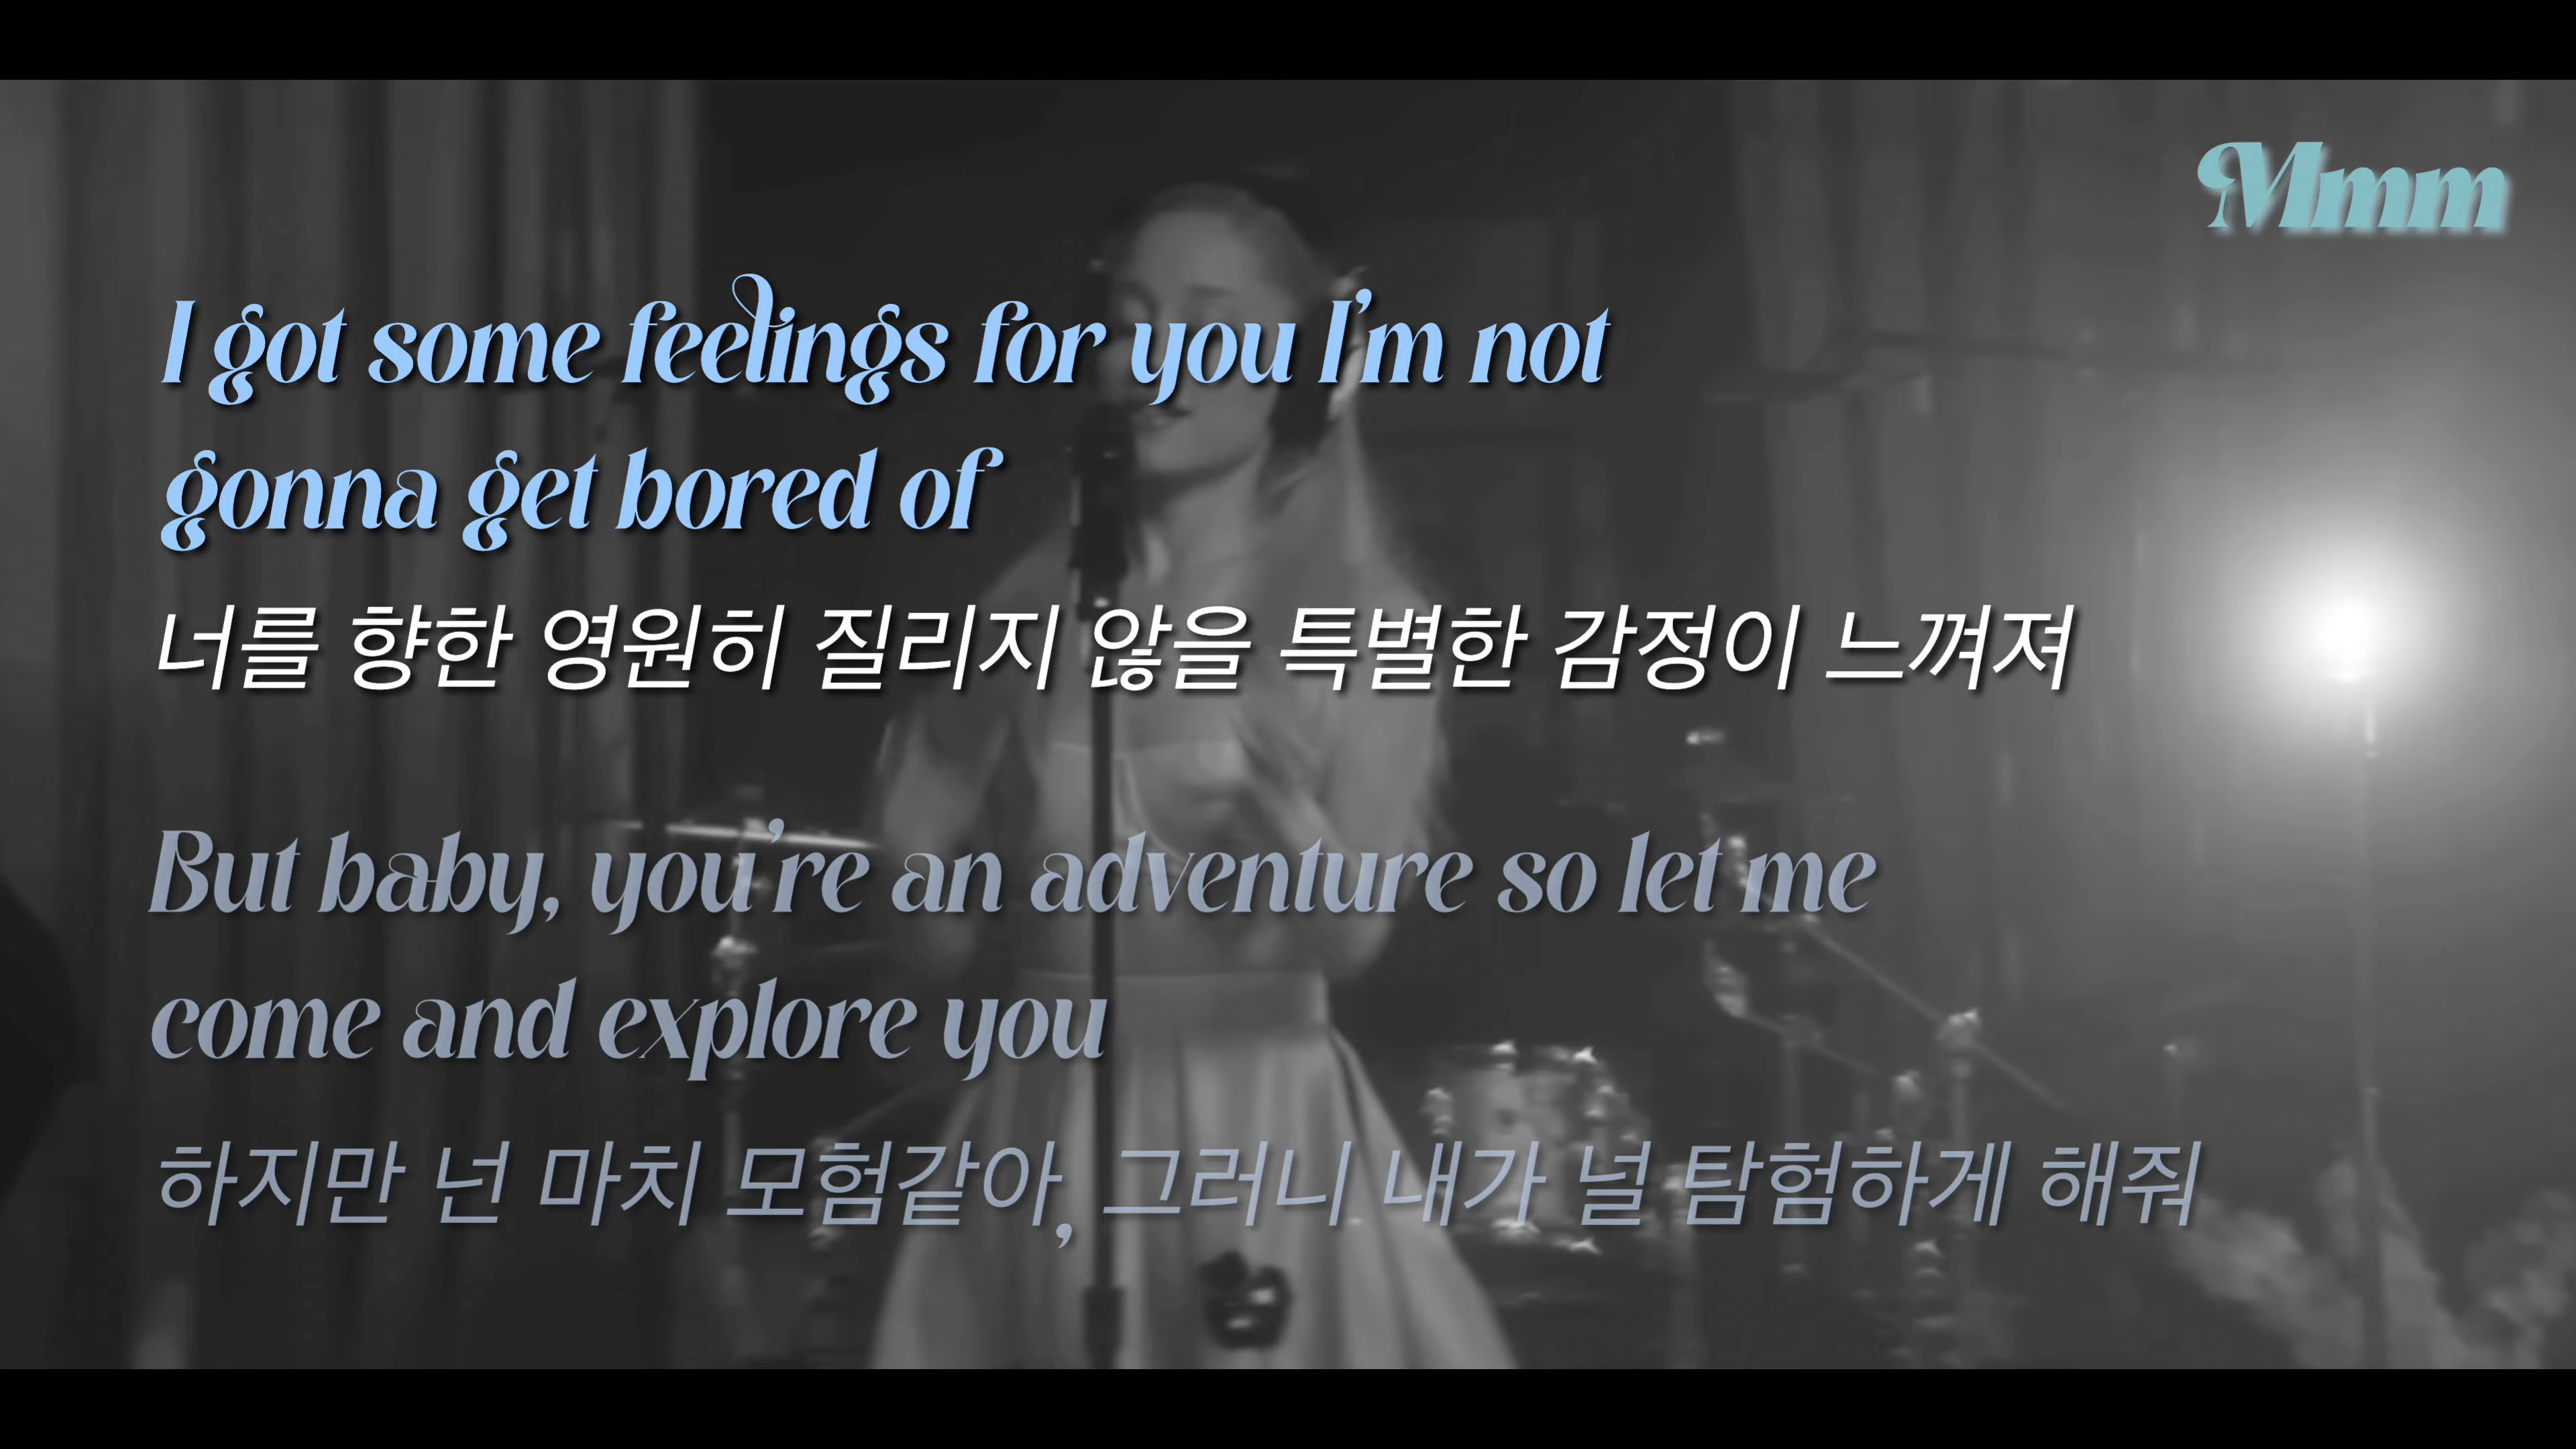 Mmm
I got some feelings for you I'm not
gonna get bored of
너를 향한 영원히 질리지 않을 특별한 감정이 느껴져
But baby, you're an adventure so let me
come and explore you
하지만 넌 마치 모험같아, 그러니 내가 널 탐험하게 해줘